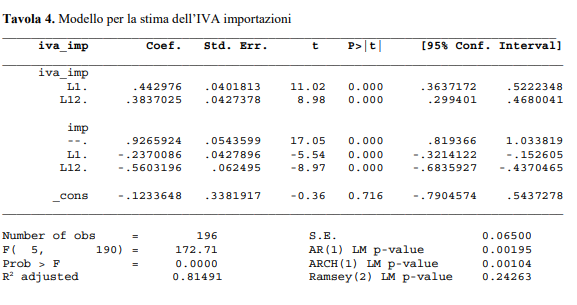 Tavola 4. Modello per la stima dell'IVA importazioni
iva_imp Coef. Std. Err. t P>|t| [95% Conf. Interval]
iva_imp
L1. .442976 .0401813 11.02 0.000 .3637172 .5222348
L12. .3837025 .0427378 8.98 0.000 .299401 .4680041
imp
--. .9265924 .0543599 17.05 0.000 .819366 1.033819
L1. -.2370086 .0427896 -5.54 0.000 -.3214122 -.152605
L12. -.5603196 .062495 -8.97 0.000 -.6835927 -.4370465
_cons -.1233648 .3381917 -0.36 0.716 -.7904574 .5437278
Number of obs = 196 S.E. 0.06500
F( 5, 190) = 172.71 AR(1) LM p-value 0.00195
Prob > F = 0.0000 ARCH(1) LM p-value 0.00104
R² adjusted = 0.81491 Ramsey(2) LM p-value 0.24263